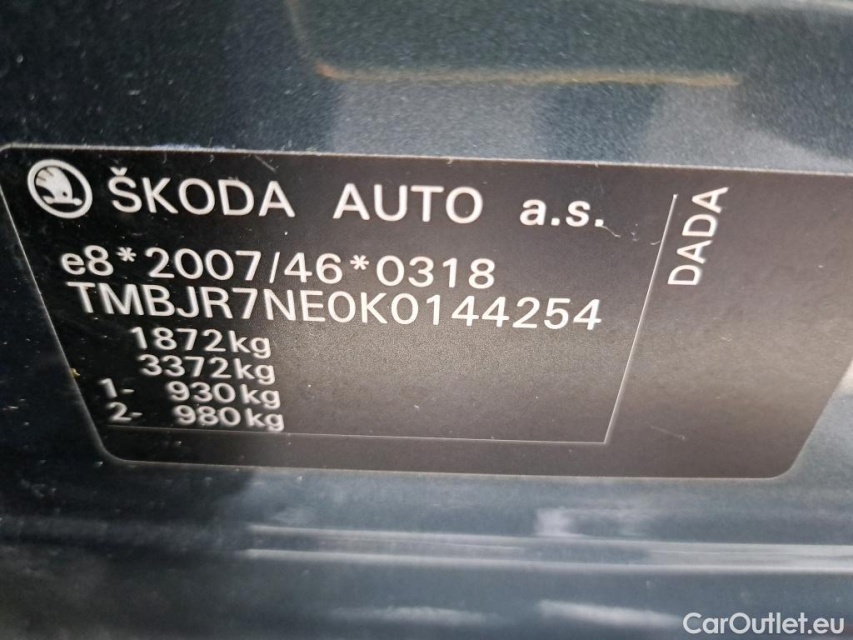 ŠKODA AUTO a.s.
e8*2007/46*0318
TMBJR7NE0K0144254
1872kg
3372kg
1- 930kg
2- 980kg
DADA
CarOutlet.eu